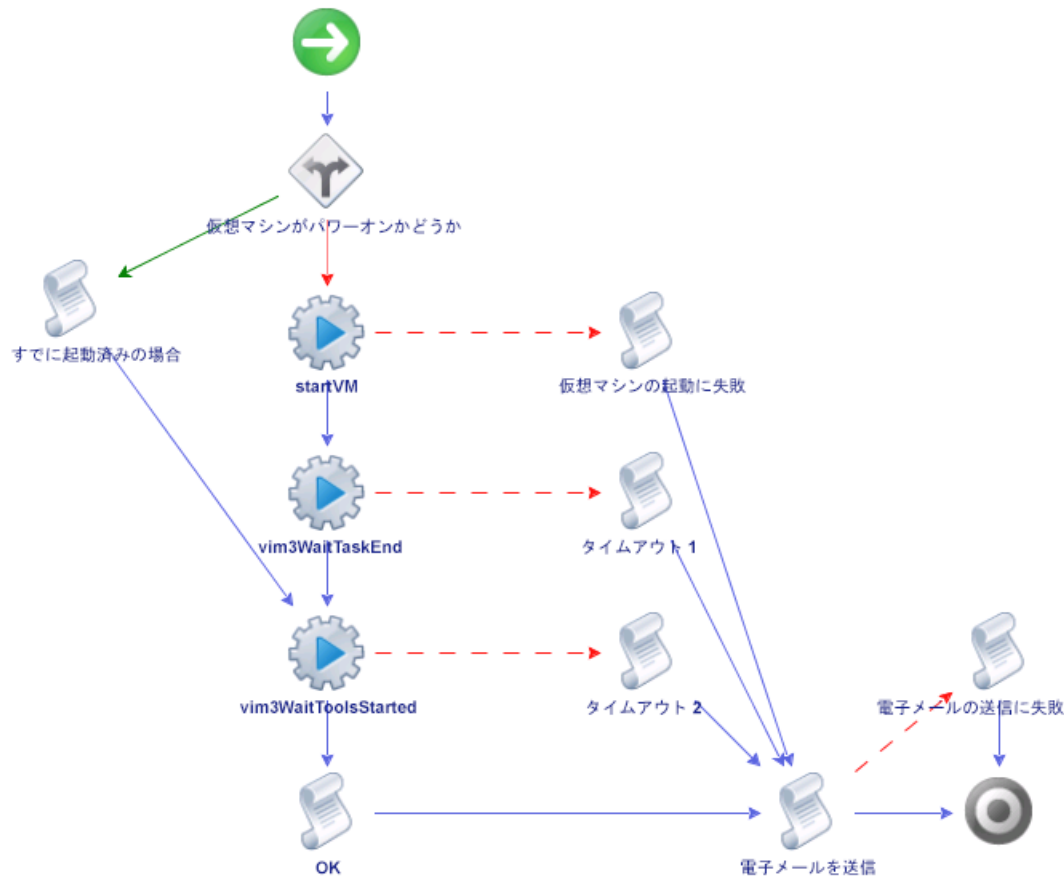 仮想マシンがパワーオンかどうか
すでに起動済みの場合
startVM
仮想マシンの起動に失敗
vim3WaitTaskEnd
タイムアウト 1
vim3WaitToolsStarted
タイムアウト 2
電子メールの送信に失敗
OK
電子メールを送信